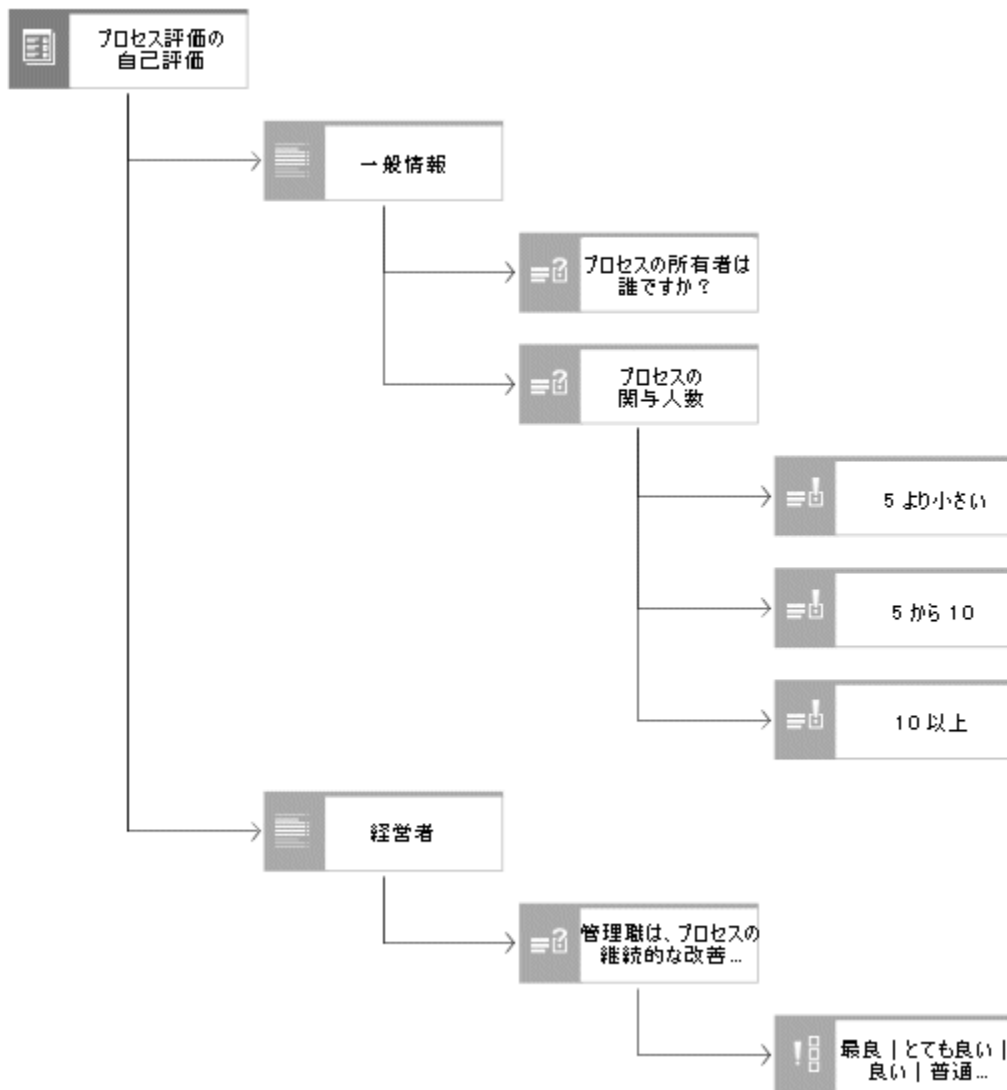 プロセス評価の
自己評価
一般情報
プロセスの所有者は
誰ですか？
プロセスの
関与人数
5 より小さい
5 から 10
10 以上
経営者
管理職は、プロセスの
継続的な改善...
最良 | とても良い |
良い | 普通...